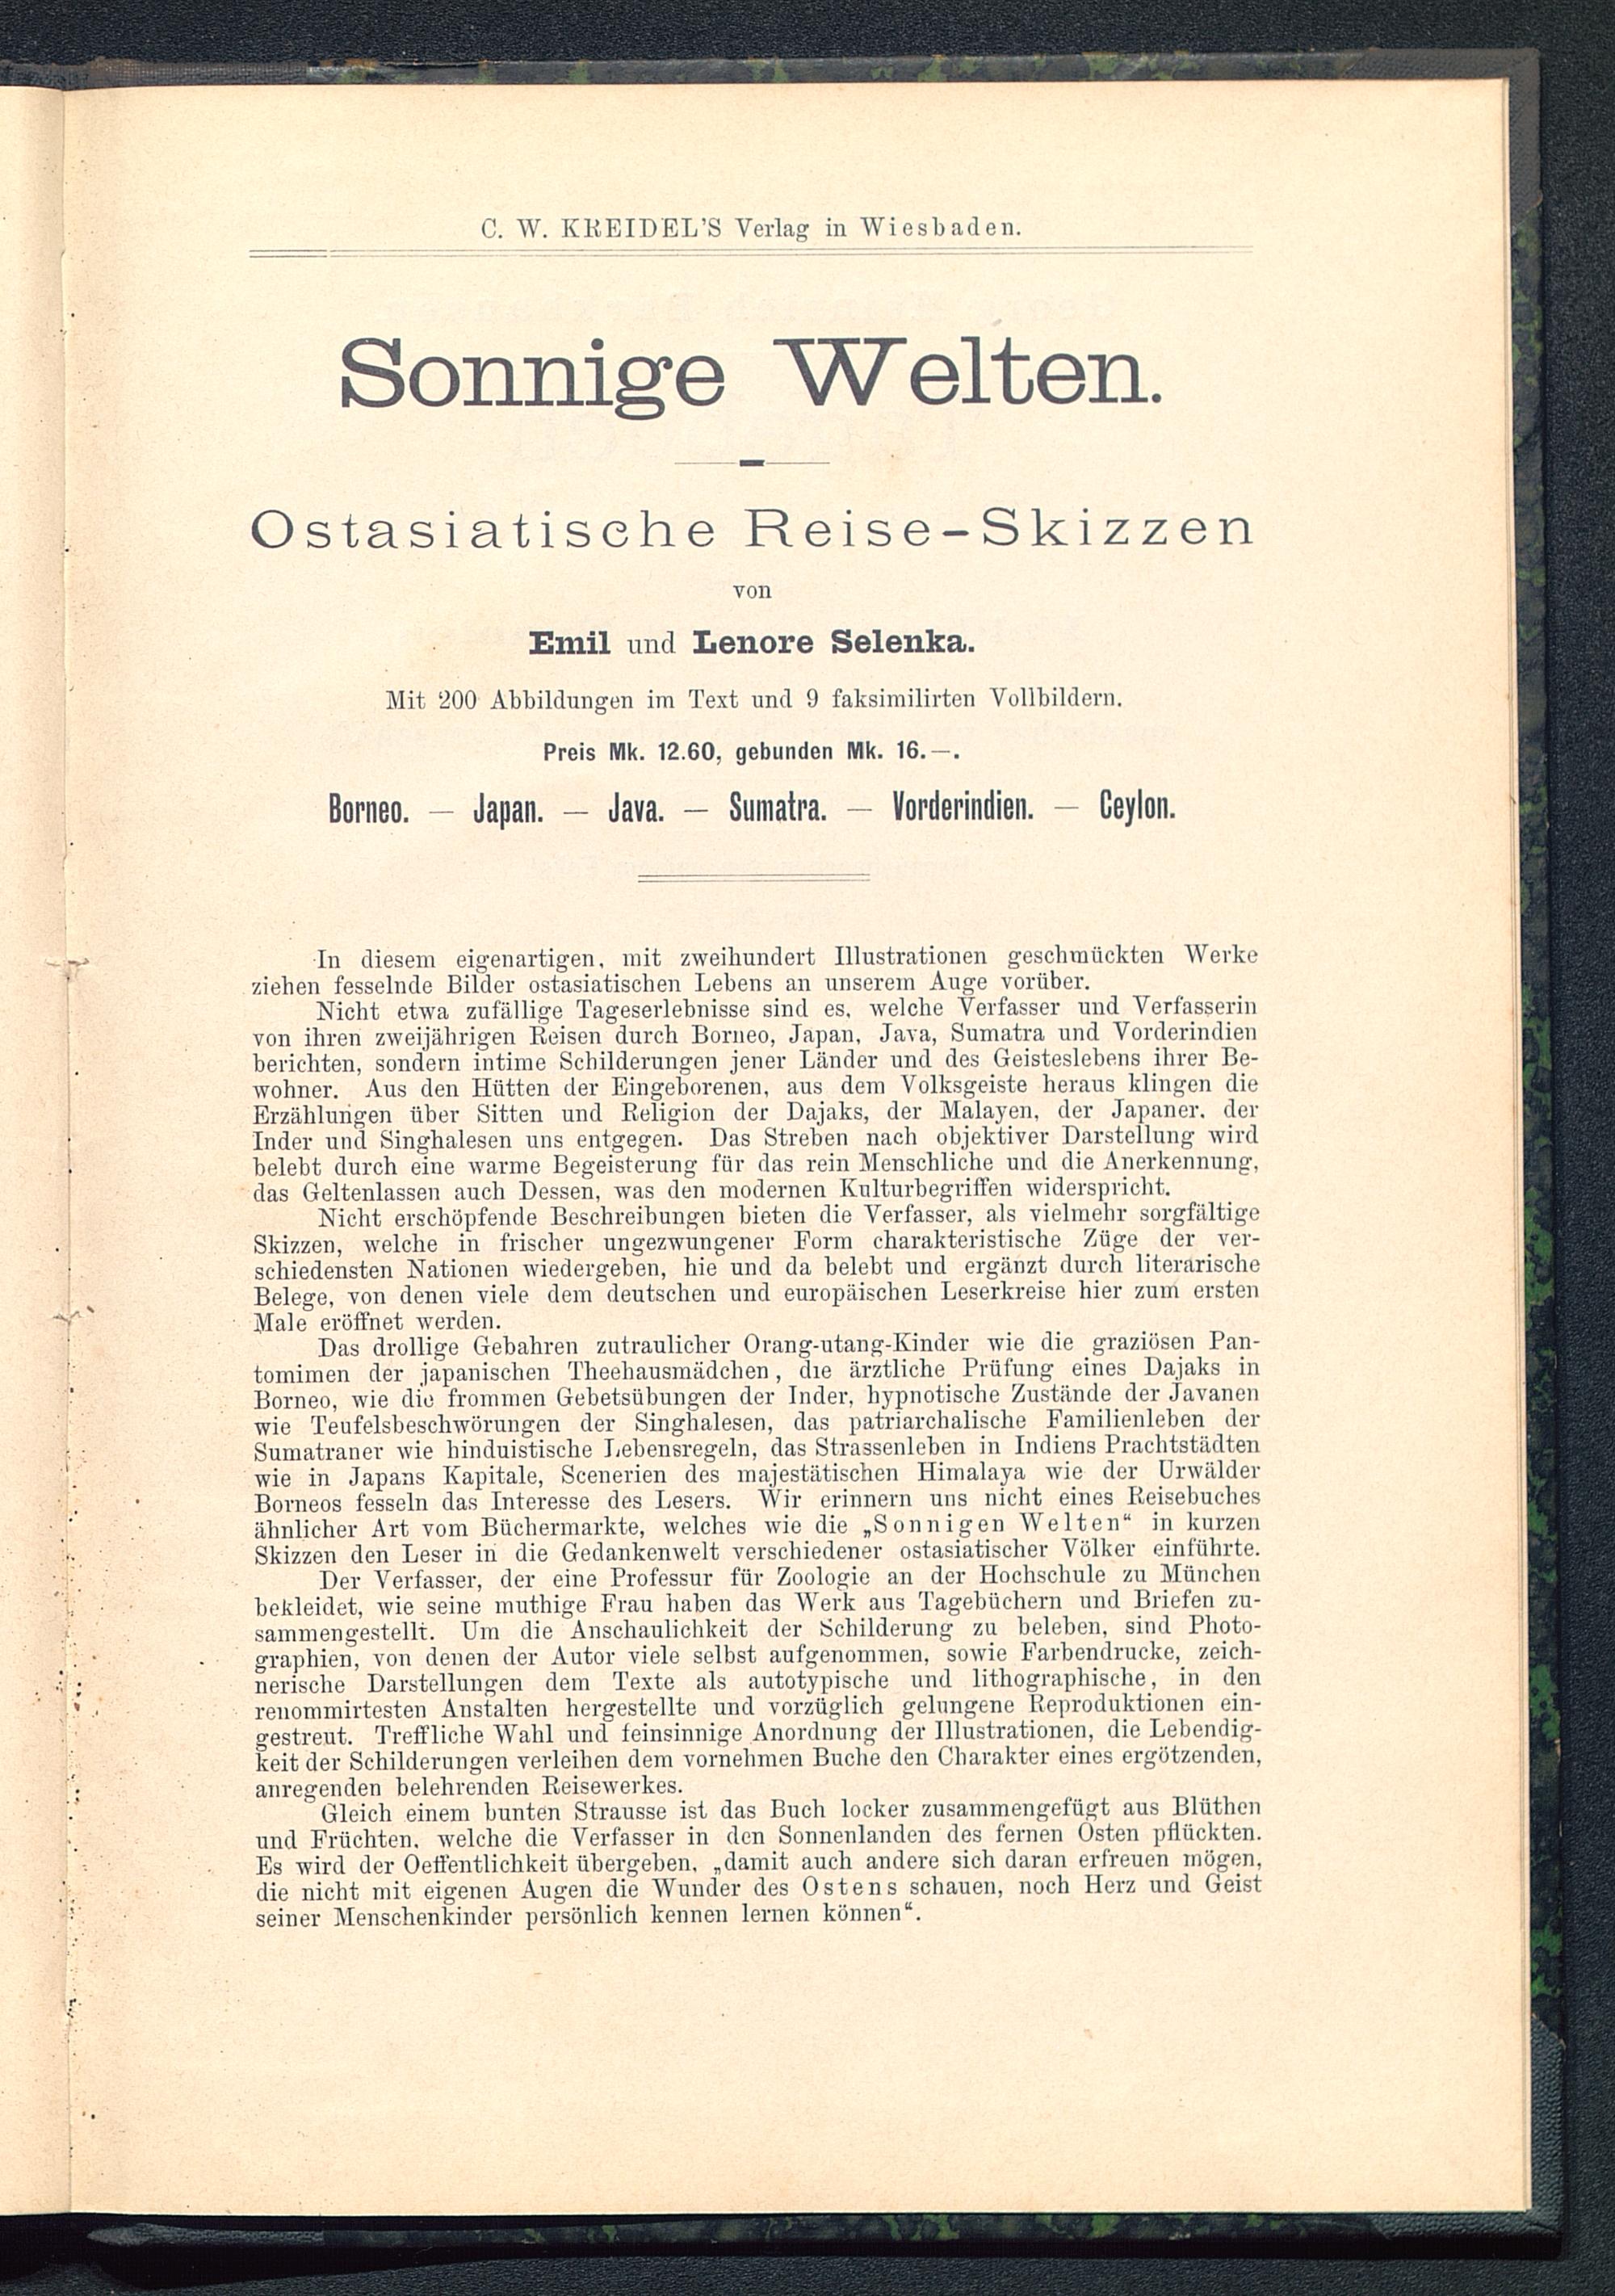 C. W. KREIDEL'S Verlag in Wiesbaden.
Sonnige Welten.
Ostasiatische Reise-Skizzen
von
Emil und Lenore Selenka.
Mit 200 Abbildungen im Text und 9 faksimilirten Vollbildern.
Preis Mk. 12.60, gebunden Mk. 16.—.
Borneo. — Japan. — Java. — Sumatra. — Vorderindien. — Ceylon.
In diesem eigenartigen, mit zweihundert Illustrationen geschmückten Werke
ziehen fesselnde Bilder ostasiatischen Lebens an unserem Auge vorüber.
Nicht etwa zufällige Tageserlebnisse sind es, welche Verfasser und Verfasserin
von ihren zweijährigen Reisen durch Borneo, Japan, Java, Sumatra und Vorderindien
berichten, sondern intime Schilderungen jener Länder und des Geisteslebens ihrer Be-
wohner. Aus den Hütten der Eingeborenen, aus dem Volksgeiste heraus klingen die
Erzählungen über Sitten und Religion der Dajaks, der Malayen, der Japaner, der
Inder und Singhalesen uns entgegen. Das Streben nach objektiver Darstellung wird
belebt durch eine warme Begeisterung für das rein Menschliche und die Anerkennung,
das Geltenlassen auch Dessen, was den modernen Kulturbegriffen widerspricht.
Nicht erschöpfende Beschreibungen bieten die Verfasser, als vielmehr sorgfältige
Skizzen, welche in frischer ungezwungener Form charakteristische Züge der ver-
schiedensten Nationen wiedergeben, hie und da belebt und ergänzt durch literarische
Belege, von denen viele dem deutschen und europäischen Leserkreise hier zum ersten
Male eröffnet werden.
Das drollige Gebahren zutraulicher Orang-utang-Kinder wie die graziösen Pan-
tomimen der japanischen Theehausmädchen, die ärztliche Prüfung eines Dajaks in
Borneo, wie die frommen Gebetsübungen der Inder, hypnotische Zustände der Javanen
wie Teufelsbeschwörungen der Singhalesen, das patriarchalische Familienleben der
Sumatraner wie hinduistische Lebensregeln, das Strassenleben in Indiens Prachtstädten
wie in Japans Kapitale, Scenerien des majestätischen Himalaya wie der Urwälder
Borneos fesseln das Interesse des Lesers. Wir erinnern uns nicht eines Reisebuches
ähnlicher Art vom Büchermarkte, welches wie die „Sonnigen Welten“ in kurzen
Skizzen den Leser in die Gedankenwelt verschiedener ostasiatischer Völker einführte.
Der Verfasser, der eine Professur für Zoologie an der Hochschule zu München
bekleidet, wie seine muthige Frau haben das Werk aus Tagebüchern und Briefen zu-
sammengestellt. Um die Anschaulichkeit der Schilderung zu beleben, sind Photo-
graphien, von denen der Autor viele selbst aufgenommen, sowie Farbendrucke, zeich-
nerische Darstellungen dem Texte als autotypische und lithographische, in den
renommirtesten Anstalten hergestellte und vorzüglich gelungene Reproduktionen ein-
gestreut. Treffliche Wahl und feinsinnige Anordnung der Illustrationen, die Lebendig-
keit der Schilderungen verleihen dem vornehmen Buche den Charakter eines ergötzenden,
anregenden belehrenden Reisewerkes.
Gleich einem bunten Strausse ist das Buch locker zusammengefügt aus Blüthen
und Früchten, welche die Verfasser in den Sonnenlanden des fernen Osten pflückten.
Es wird der Oeffentlichkeit übergeben, „damit auch andere sich daran erfreuen mögen,
die nicht mit eigenen Augen die Wunder des Ostens schauen, noch Herz und Geist
seiner Menschenkinder persönlich kennen lernen können“.